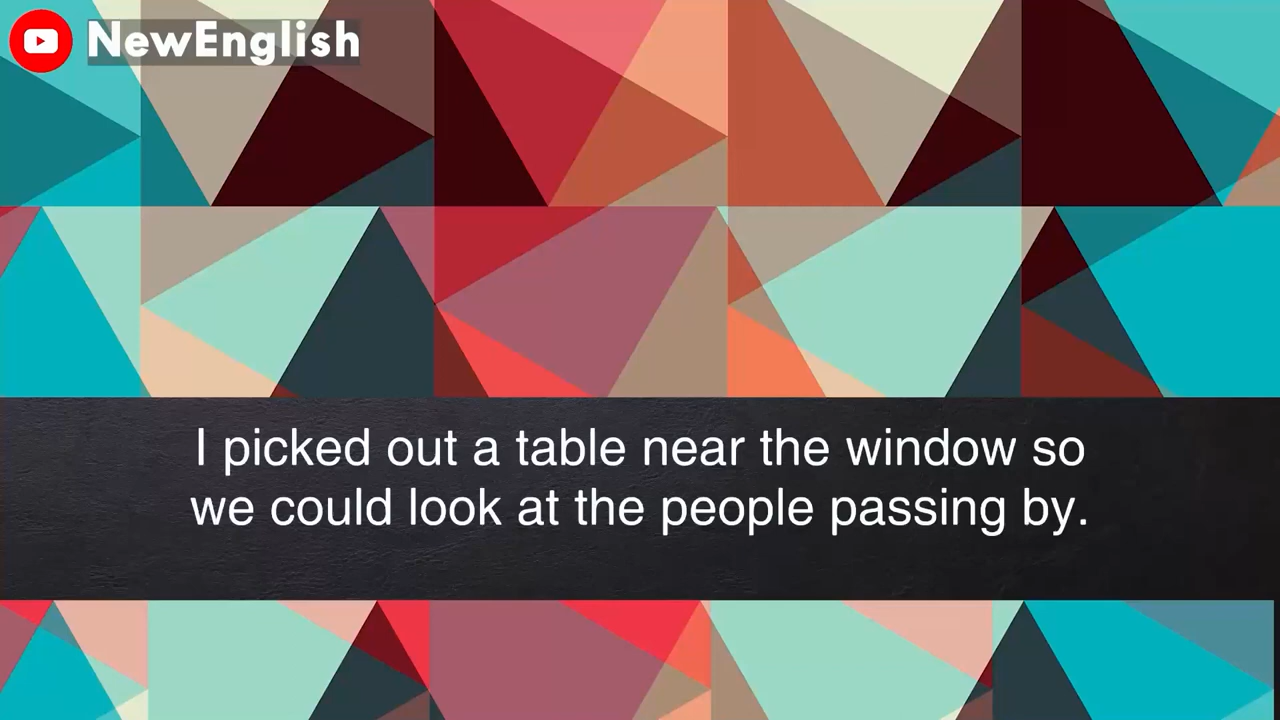 NewEnglish
I picked out a table near the window so
we could look at the people passing by.